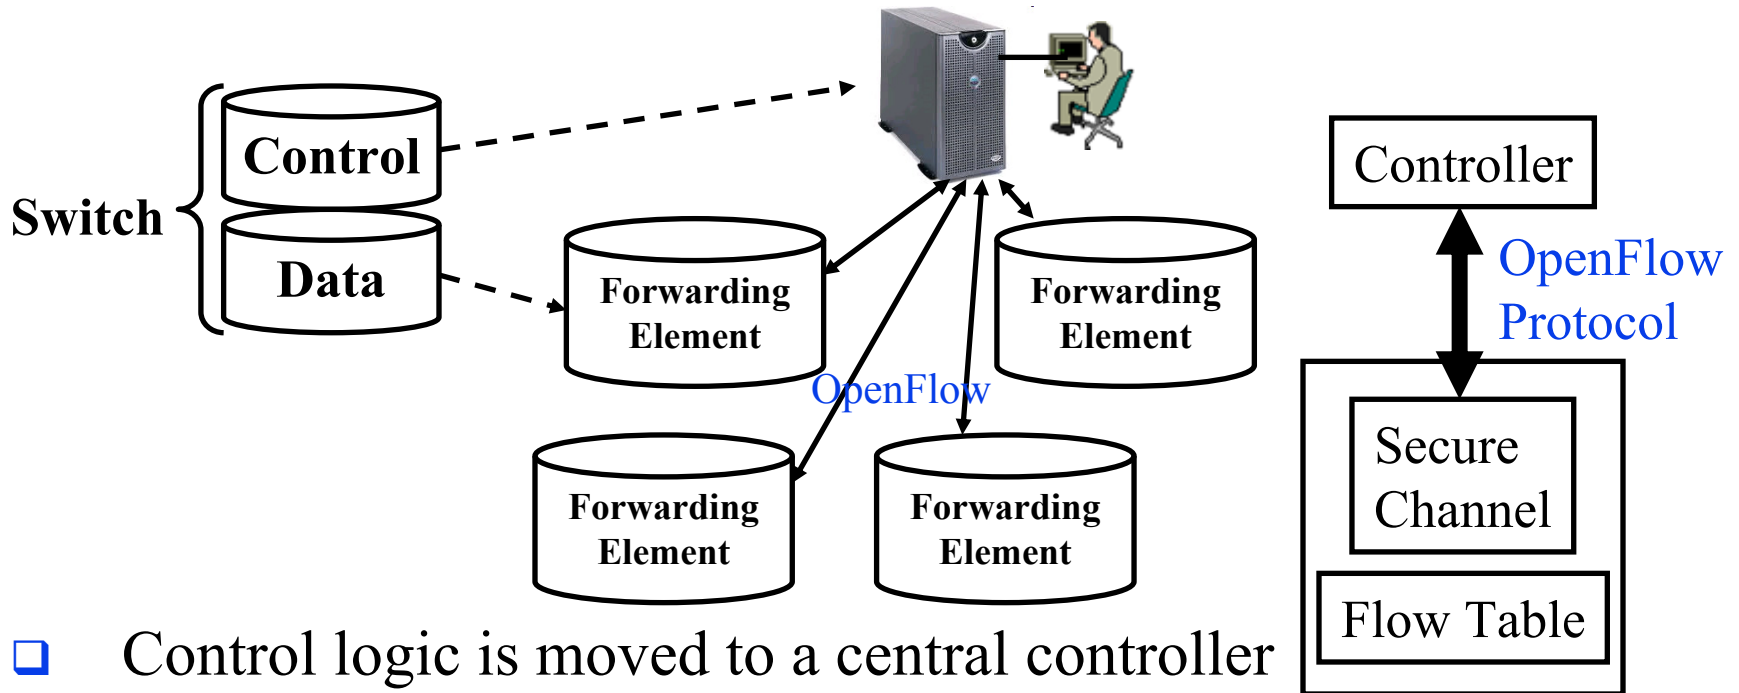 Control
Switch
Data
Forwarding
Element
Forwarding
Element
OpenFlow
Forwarding
Element
Forwarding
Element
Controller
OpenFlow
Protocol
Secure
Channel
Flow Table
Control logic is moved to a central controller